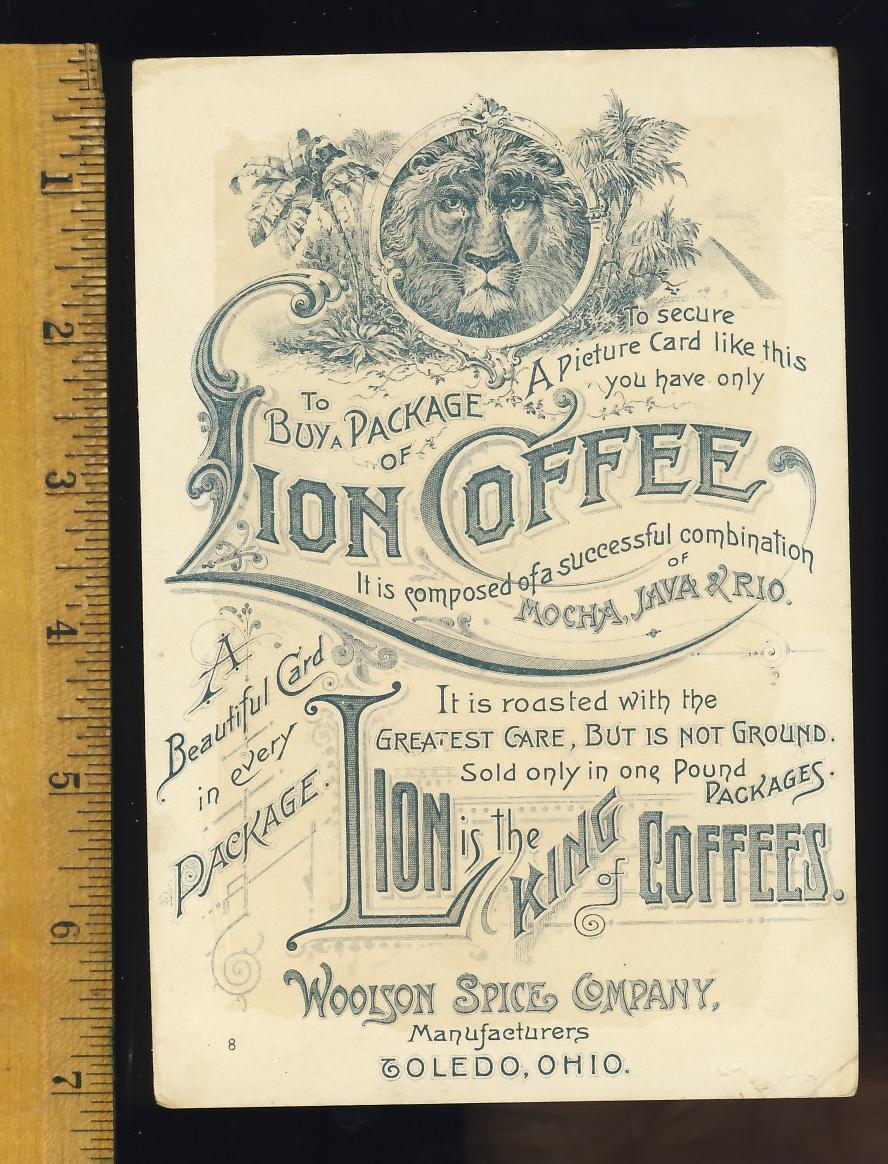 To secure
A Picture Card like this
you have only
To
Buy A Package
of
Lion Coffee
It is composed of a successful combination
of
Mocha, Java & Rio.
A
Beautiful Card
in every
Package.
It is roasted with the
Greatest Care, But is not Ground.
Sold only in one Pound
Packages.
Lion is the King of Coffees.
Woolson Spice Company,
Manufacturers
Toledo, Ohio.
8
1
2
3
4
5
6
7